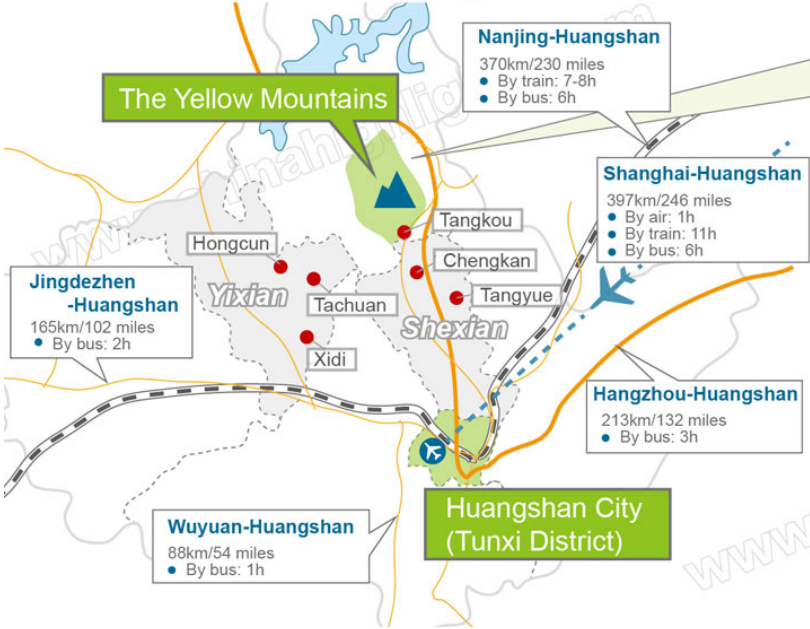 Nanjing-Huangshan
370km/230 miles
By train: 7-8h
By bus: 6h
The Yellow Mountains
Shanghai-Huangshan
397km/246 miles
By air: 1h
By train: 11h
By bus: 6h
Tangkou
Hongcun
Chengkan
Jingdezhen
-Huangshan
165km/102 miles
By bus: 2h
Yixian
Tachuan
Tangyue
Shexian
Xidi
Hangzhou-Huangshan
213km/132 miles
By bus: 3h
Huangshan City
(Tunxi District)
Wuyuan-Huangshan
88km/54 miles
By bus: 1h